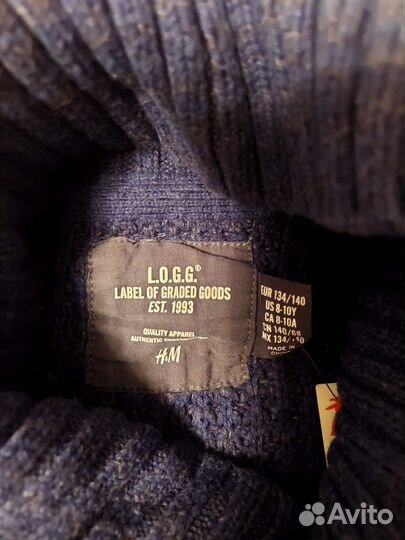 L.O.G.G.®
LABEL OF GRADED GOODS
EST. 1993
QUALITY APPAREL
AUTHENTIC
H&M
EUR 134/140
US 8-10Y
CA 8-10A
CN 140/68
MX 134/140
MADE IN
Avito